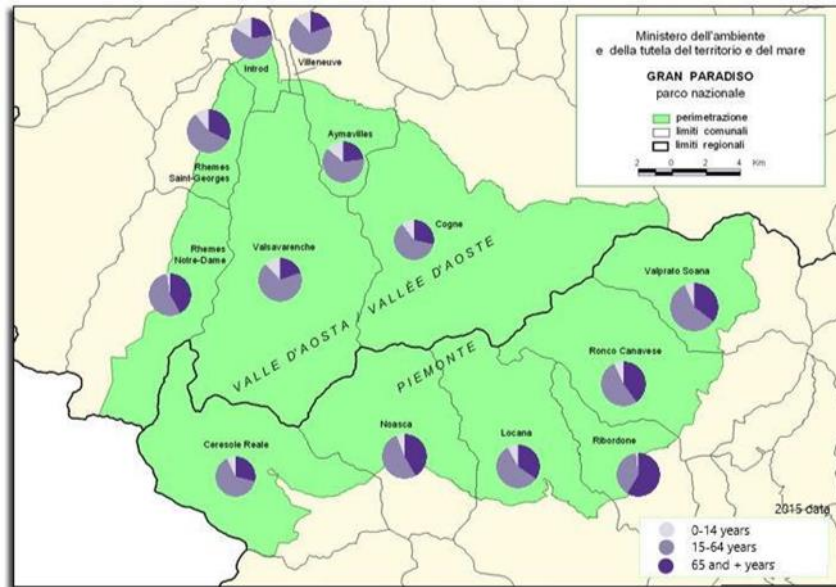 Ministero dell'ambiente
e della tutela del territorio e del mare
GRAN PARADISO
parco nazionale
perimetrazione
limiti comunali
limiti regionali
2 0 2 4 Km
Introd
Villeneuve
Aymavilles
Rhemes
Saint-Georges
Cogne
Rhemes
Notre-Dame
Valsavarenche
Valprato Soana
VALLE D'AOSTA / VALLÈE D'AOSTE
PIEMONTE
Ronco Canavese
Noasca
Locana
Ribordone
Ceresole Reale
2015 data
0-14 years
15-64 years
65 and + years